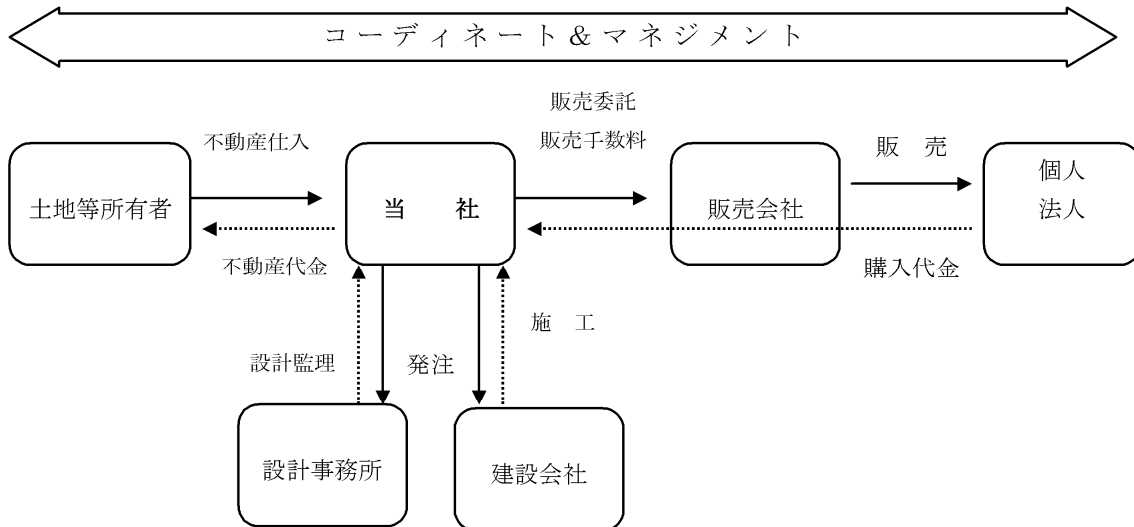 コーディネート＆マネジメント
不動産仕入
販売委託
販売手数料
販　売
土地等所有者
当　社
販売会社
個人
法人
不動産代金
購入代金
設計監理
発注
施　工
設計事務所
建設会社